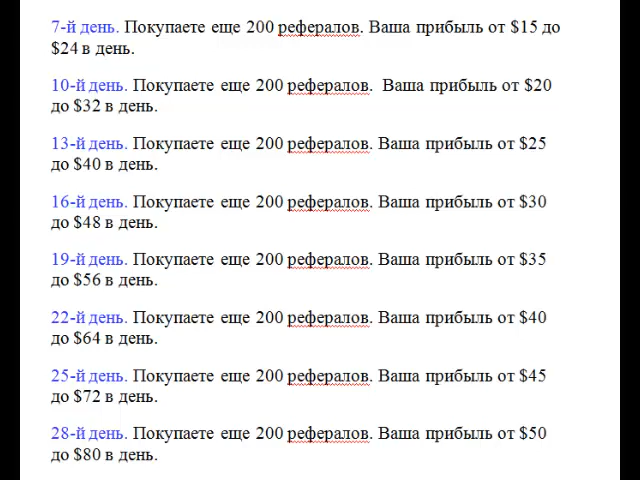 7-й день. Покупаете еще 200 рефералов. Ваша прибыль от $15 до
$24 в день.
10-й день. Покупаете еще 200 рефералов. Ваша прибыль от $20
до $32 в день.
13-й день. Покупаете еще 200 рефералов. Ваша прибыль от $25
до $40 в день.
16-й день. Покупаете еще 200 рефералов. Ваша прибыль от $30
до $48 в день.
19-й день. Покупаете еще 200 рефералов. Ваша прибыль от $35
до $56 в день.
22-й день. Покупаете еще 200 рефералов. Ваша прибыль от $40
до $64 в день.
25-й день. Покупаете еще 200 рефералов. Ваша прибыль от $45
до $72 в день.
28-й день. Покупаете еще 200 рефералов. Ваша прибыль от $50
до $80 в день.